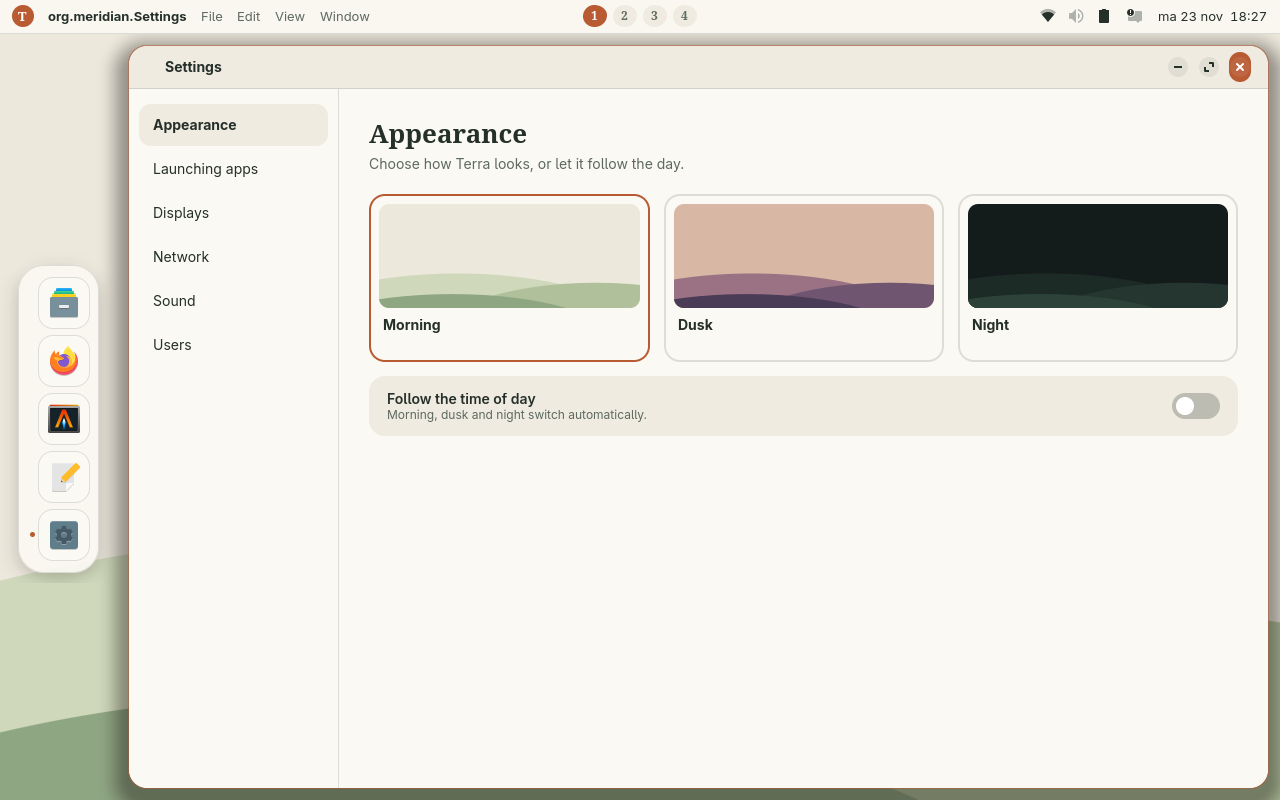 T org.meridian.Settings File Edit View Window 1 2 3 4 ma 23 nov 18:27
Settings
Appearance
Launching apps
Displays
Network
Sound
Users
Appearance
Choose how Terra looks, or let it follow the day.
Morning Dusk Night
Follow the time of day
Morning, dusk and night switch automatically.